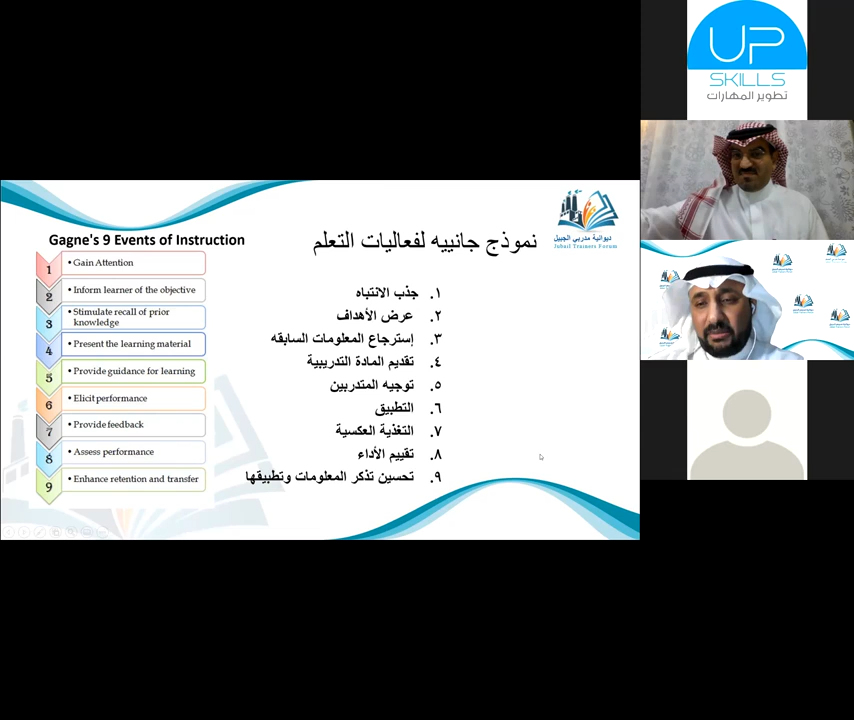 UP
SKILLS
تطوير المهارات
ديوانية مدربي الجبيل
Jubail Trainers Forum
نموذج جانييه لفعاليات التعلم
١. جذب الانتباه
٢. عرض الأهداف
٣. إسترجاع المعلومات السابقه
٤. تقديم المادة التدريبية
٥. توجيه المتدربين
٦. التطبيق
٧. التغذية العكسية
٨. تقييم الأداء
٩. تحسين تذكر المعلومات وتطبيقها
Gagne's 9 Events of Instruction
1 • Gain Attention
2 • Inform learner of the objective
3 • Stimulate recall of prior
knowledge
4 • Present the learning material
5 • Provide guidance for learning
6 • Elicit performance
7 • Provide feedback
8 • Assess performance
9 • Enhance retention and transfer